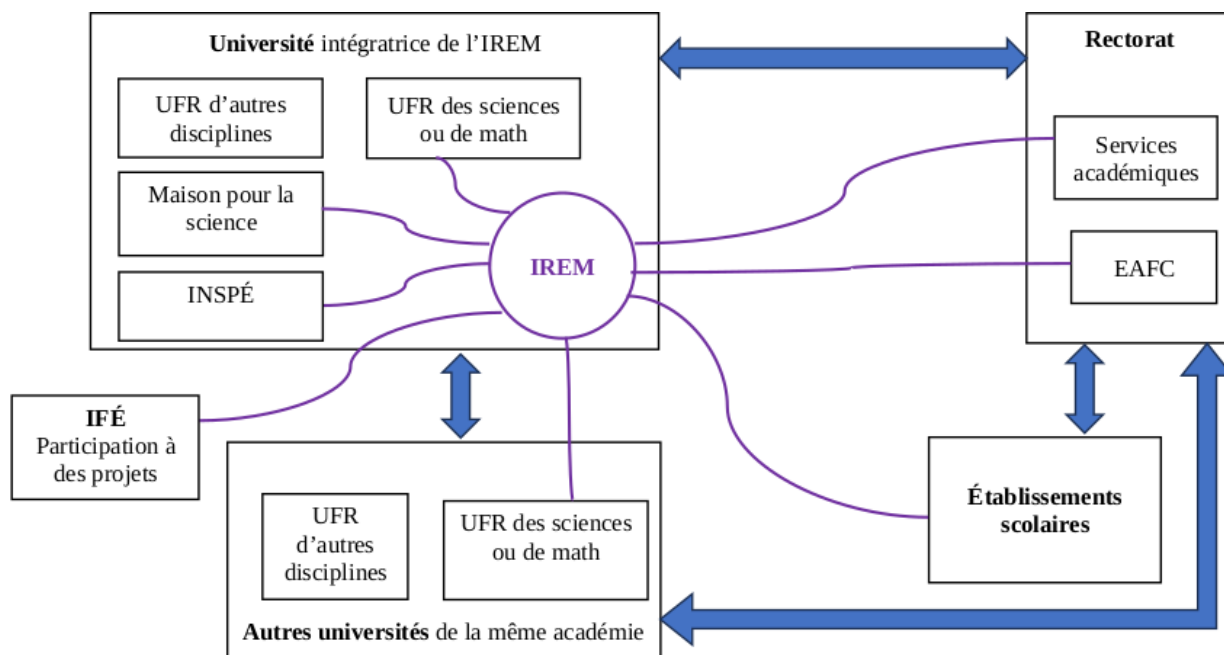 Université intégratrice de l’IREM
UFR d’autres
disciplines
UFR des sciences
ou de math
Maison pour la
science
INSPÉ
IREM
Rectorat
Services
académiques
EAFC
IFÉ
Participation à
des projets
Établissements
scolaires
UFR
d’autres
disciplines
UFR des sciences
ou de math
Autres universités de la même académie